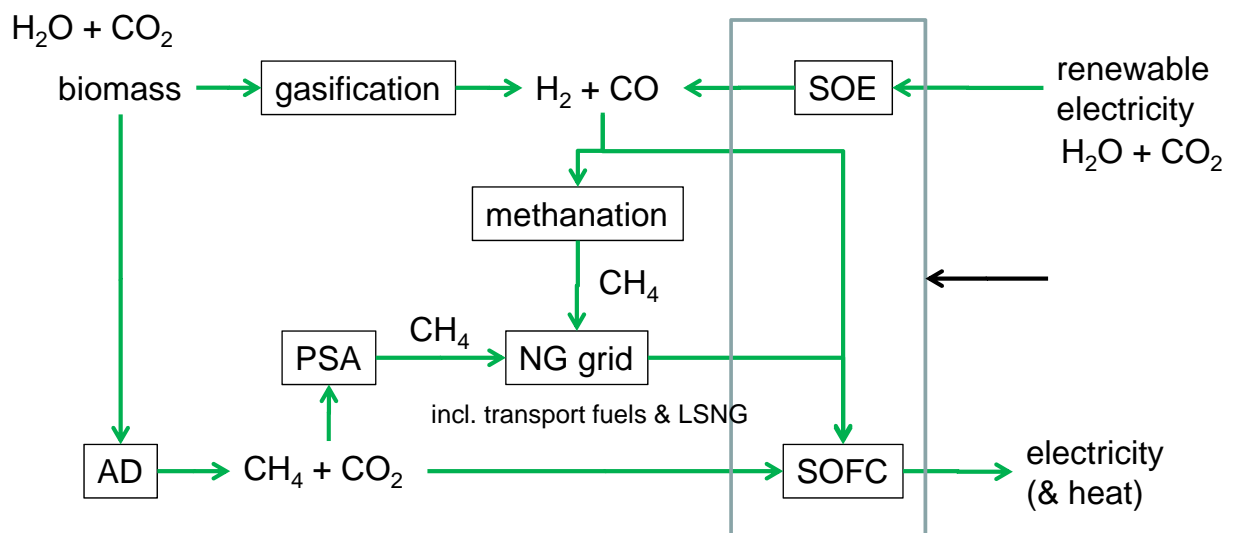 H₂O + CO₂
biomass
gasification
H₂ + CO
SOE
renewable
electricity
H₂O + CO₂
methanation
CH₄
CH₄
PSA
NG grid
incl. transport fuels & LSNG
AD
CH₄ + CO₂
SOFC
electricity
(& heat)